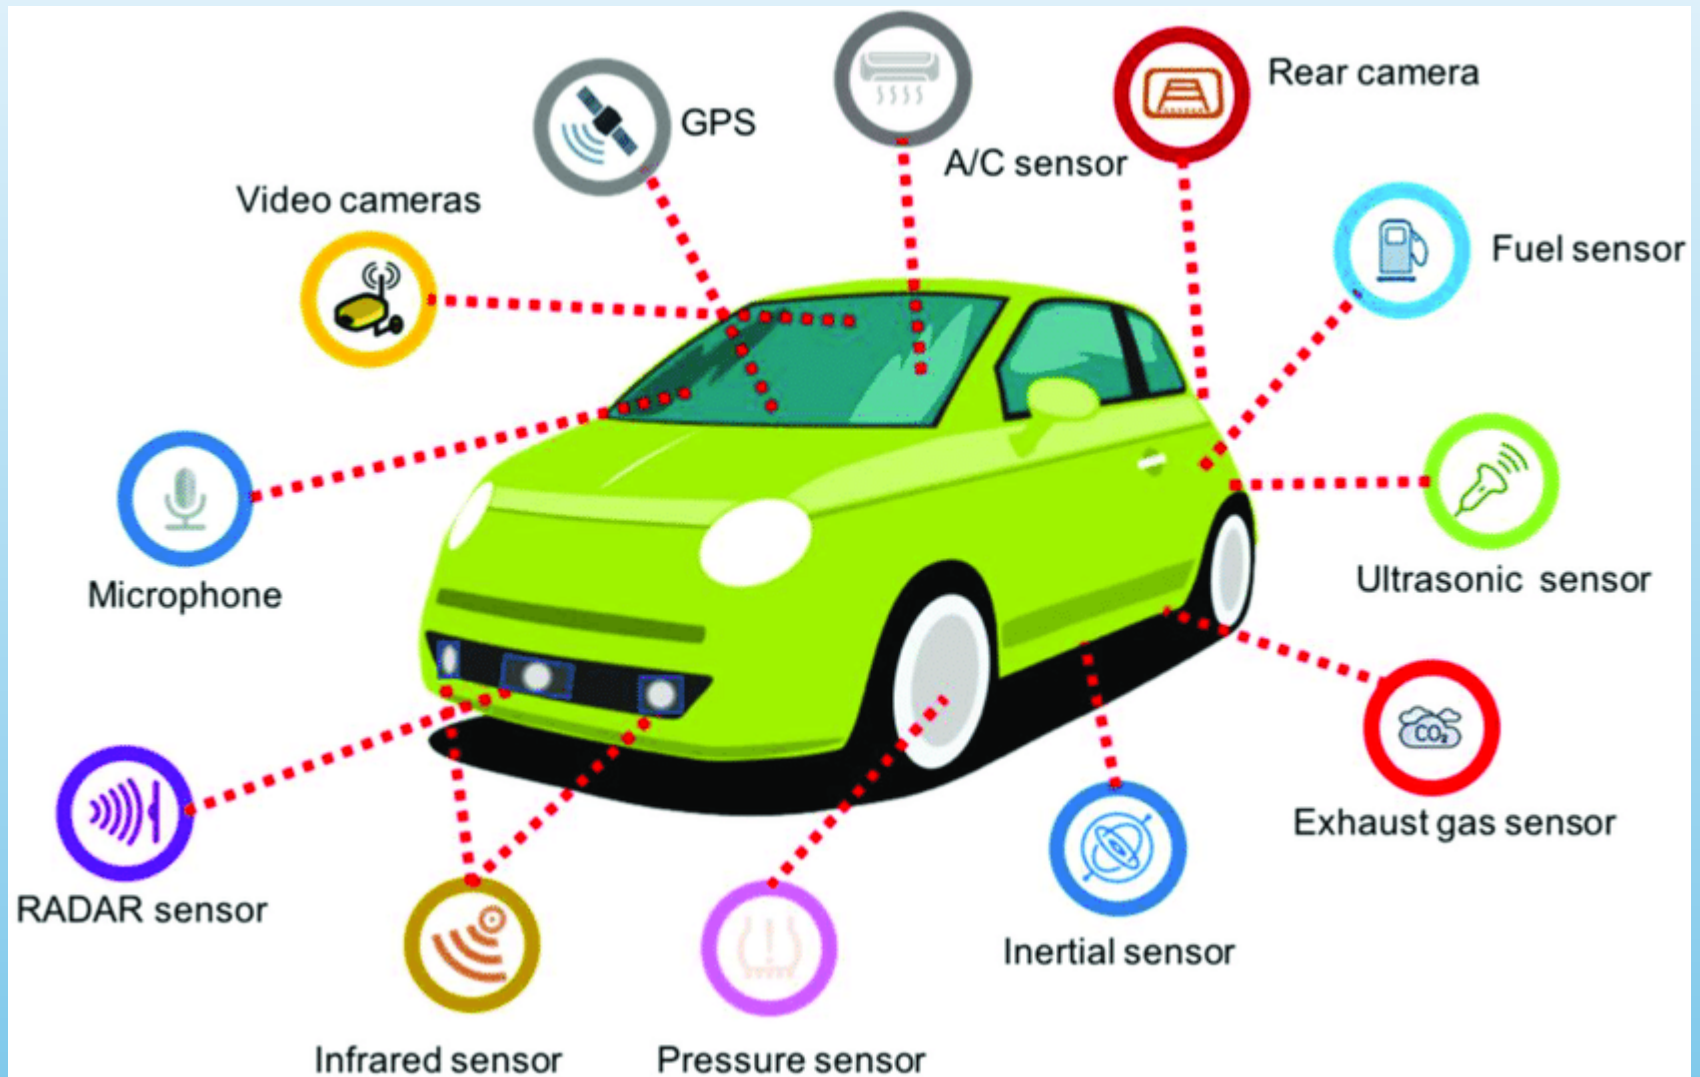 GPS
A/C sensor
Rear camera
Video cameras
Fuel sensor
Microphone
Ultrasonic sensor
CO₂
Exhaust gas sensor
RADAR sensor
Inertial sensor
Infrared sensor
Pressure sensor